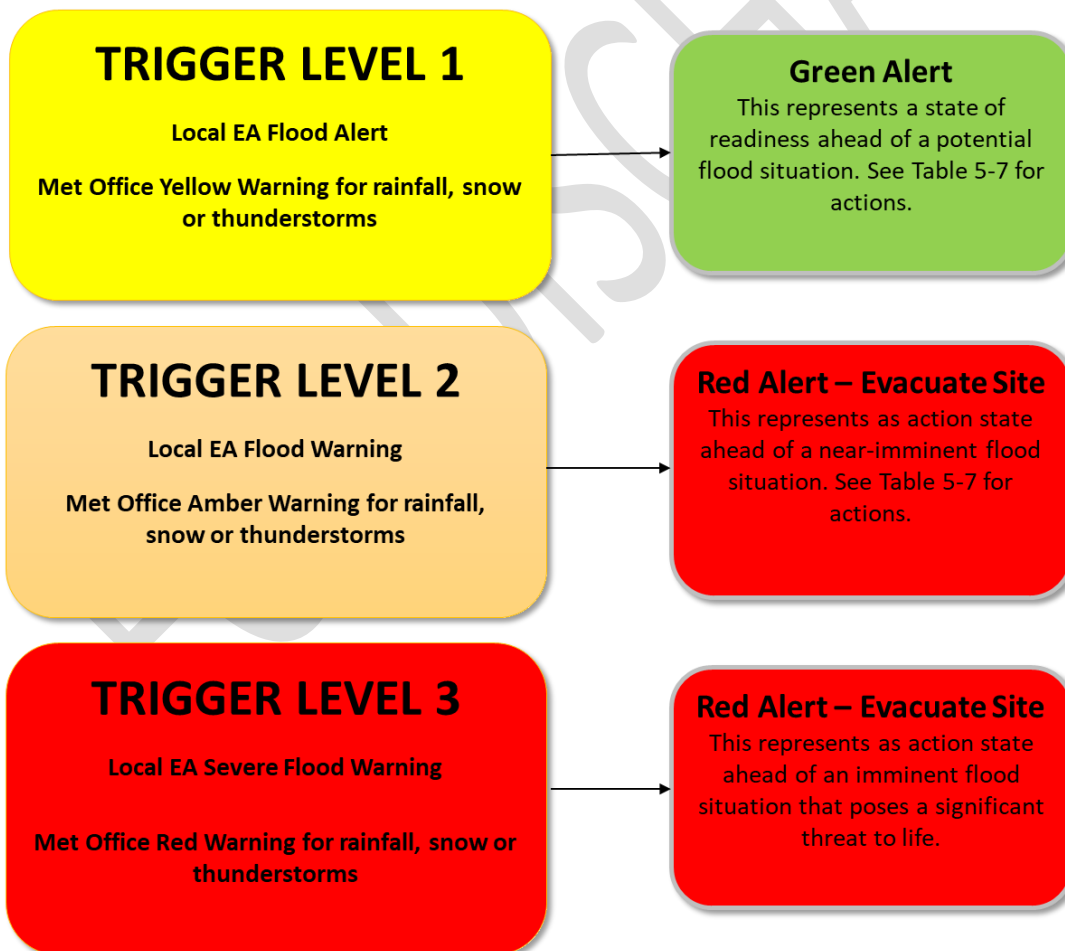 TRIGGER LEVEL 1
Local EA Flood Alert
Met Office Yellow Warning for rainfall, snow
or thunderstorms
Green Alert
This represents a state of
readiness ahead of a potential
flood situation. See Table 5-7 for
actions.
TRIGGER LEVEL 2
Local EA Flood Warning
Met Office Amber Warning for rainfall,
snow or thunderstorms
Red Alert – Evacuate Site
This represents as action state
ahead of a near-imminent flood
situation. See Table 5-7 for
actions.
TRIGGER LEVEL 3
Local EA Severe Flood Warning
Met Office Red Warning for rainfall, snow or
thunderstorms
Red Alert – Evacuate Site
This represents as action state
ahead of an imminent flood
situation that poses a significant
threat to life.